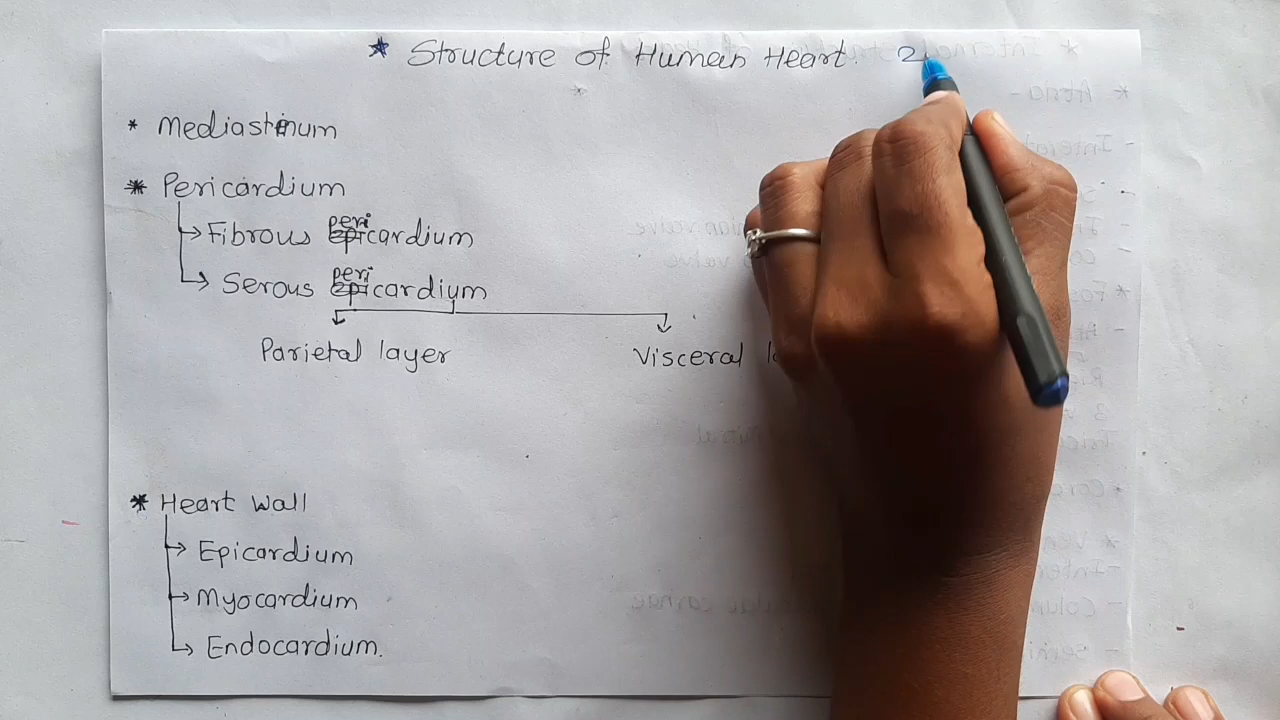 * Structure of Human Heart. 2
* Mediastinum
* Pericardium
→ Fibrous pericardium
→ Serous pericardium
Parietal layer
Visceral
* Heart wall
→ Epicardium
→ Myocardium
→ Endocardium.